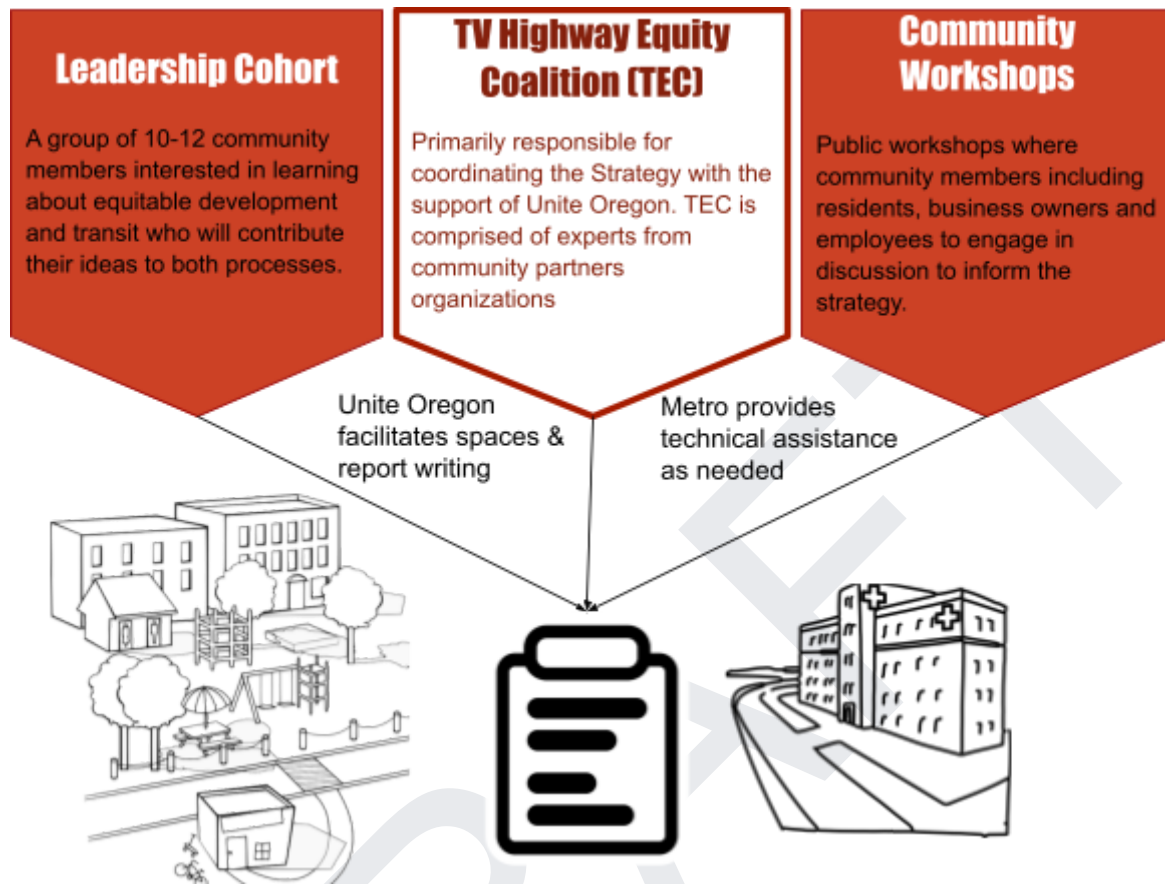 Leadership Cohort
A group of 10-12 community
members interested in learning
about equitable development
and transit who will contribute
their ideas to both processes.
TV Highway Equity
Coalition (TEC)
Primarily responsible for
coordinating the Strategy with the
support of Unite Oregon. TEC is
comprised of experts from
community partners
organizations
Community
Workshops
Public workshops where
community members including
residents, business owners and
employees to engage in
discussion to inform the
strategy.
Unite Oregon
facilitates spaces &
report writing
Metro provides
technical assistance
as needed